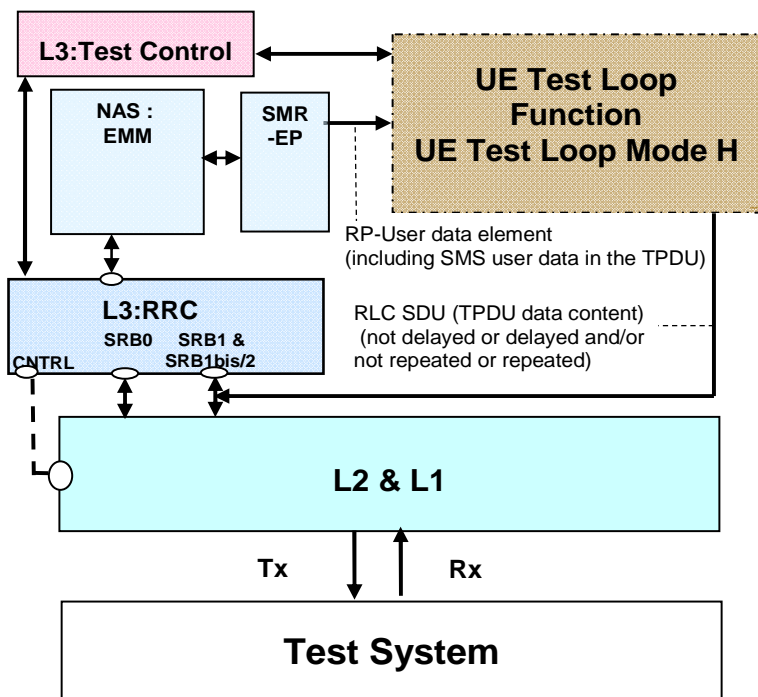 L3:Test Control
UE Test Loop
Function
UE Test Loop Mode H
NAS :
EMM
SMR
-EP
RP-User data element
(including SMS user data in the TPDU)
L3:RRC
SRB0
SRB1 &
SRB1bis/2
CNTRL
RLC SDU (TPDU data content)
(not delayed or delayed and/or
not repeated or repeated)
L2 & L1
Tx
Rx
Test System